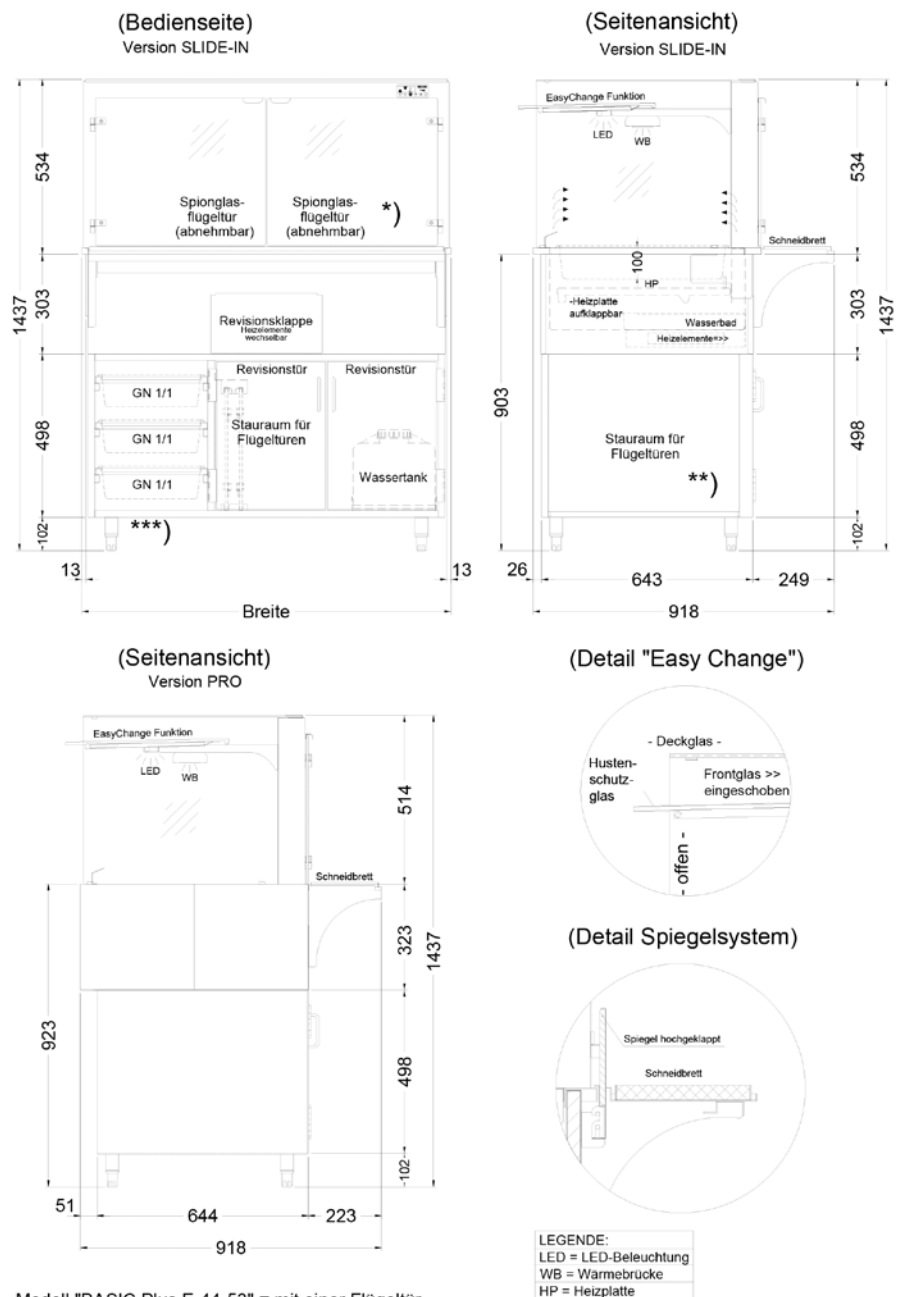 (Bedienseite)
Version SLIDE-IN
534
303
1437
498
-102-
Spionglas-
flügeltür
(abnehmbar)
Spionglas-
flügeltür
(abnehmbar)
*)
Revisionsklappe
Heizelemente
wechselbar
Revisionstür
Revisionstür
GN 1/1
GN 1/1
GN 1/1
Stauraum für
Flügeltüren
Wassertank
***)
13
13
Breite
(Seitenansicht)
Version SLIDE-IN
EasyChange Funktion
LED
WB
534
Schneidbrett
100
HP
-Heizplatte
aufklappbar
Wasserbad
Heizelemente=>>
303
1437
903
Stauraum für
Flügeltüren
**)
498
-102-
26
643
249
918
(Seitenansicht)
Version PRO
EasyChange Funktion
LED
WB
514
Schneidbrett
323
1437
923
498
-102-
51
644
223
918
(Detail "Easy Change")
- Deckglas -
Husten-
schutz-
glas
Frontglas >>
eingeschoben
- offen -
(Detail Spiegelsystem)
Spiegel hochgeklappt
Schneidbrett
LEGENDE:
LED = LED-Beleuchtung
WB = Wärmebrücke
HP = Heizplatte